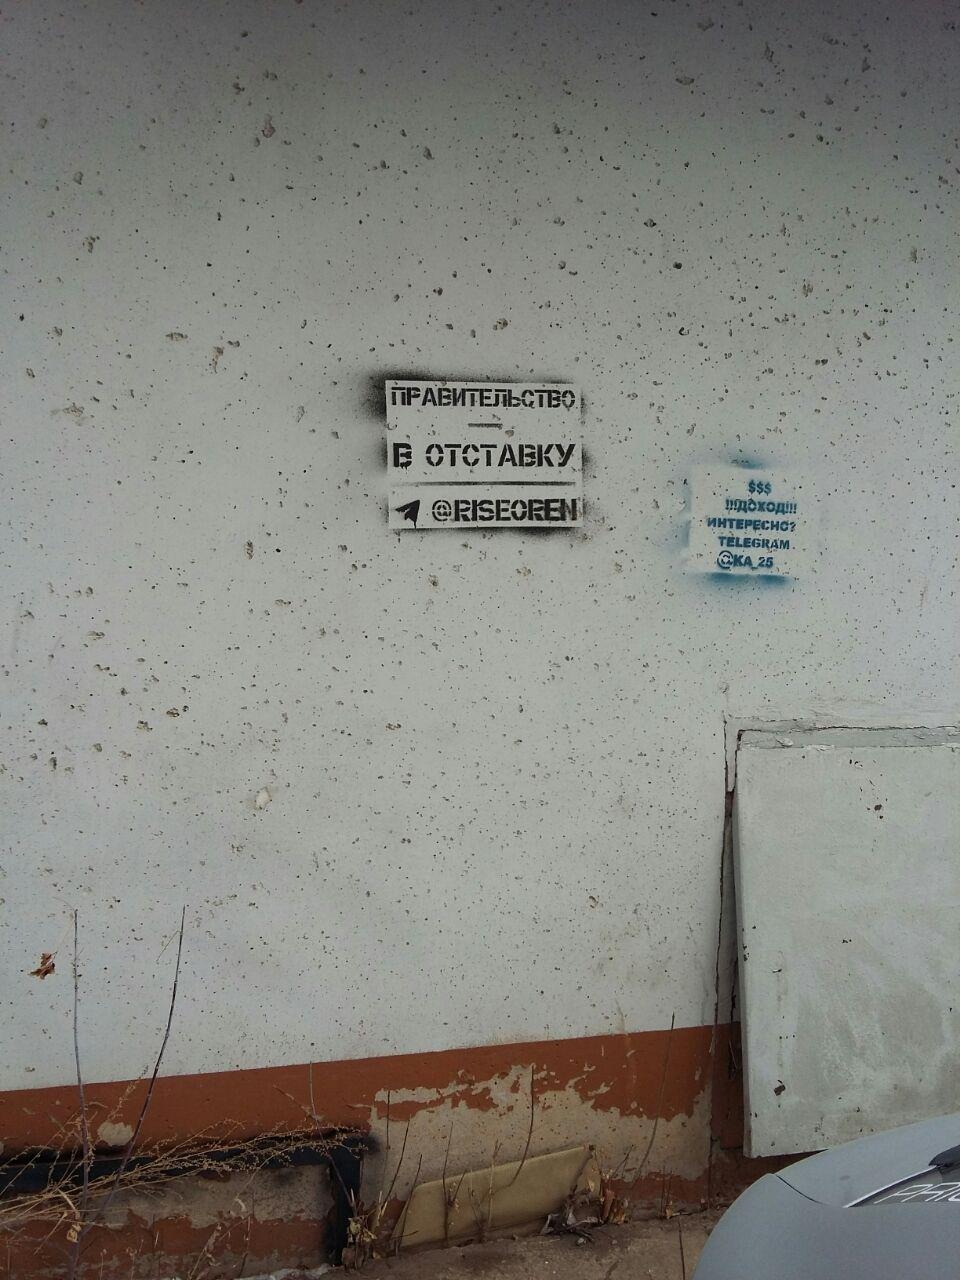 ПРАВИТЕЛЬСТВО
—
В ОТСТАВКУ
@RISEOREN
$$$
!!!ДОХОД!!!
ИНТЕРЕСНО?
TELEGRAM
@KA_25